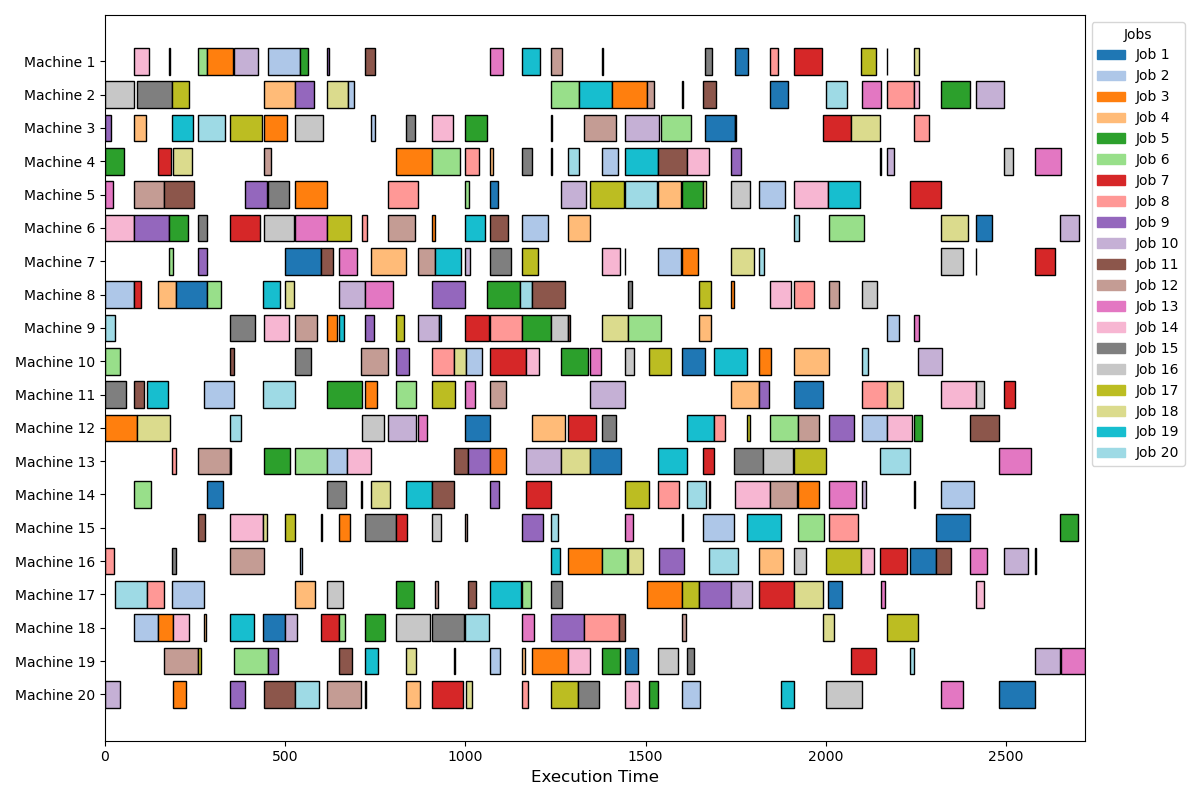 Machine 1
Machine 2
Machine 3
Machine 4
Machine 5
Machine 6
Machine 7
Machine 8
Machine 9
Machine 10
Machine 11
Machine 12
Machine 13
Machine 14
Machine 15
Machine 16
Machine 17
Machine 18
Machine 19
Machine 20
0 500 1000 1500 2000 2500
Execution Time
Jobs
Job 1
Job 2
Job 3
Job 4
Job 5
Job 6
Job 7
Job 8
Job 9
Job 10
Job 11
Job 12
Job 13
Job 14
Job 15
Job 16
Job 17
Job 18
Job 19
Job 20